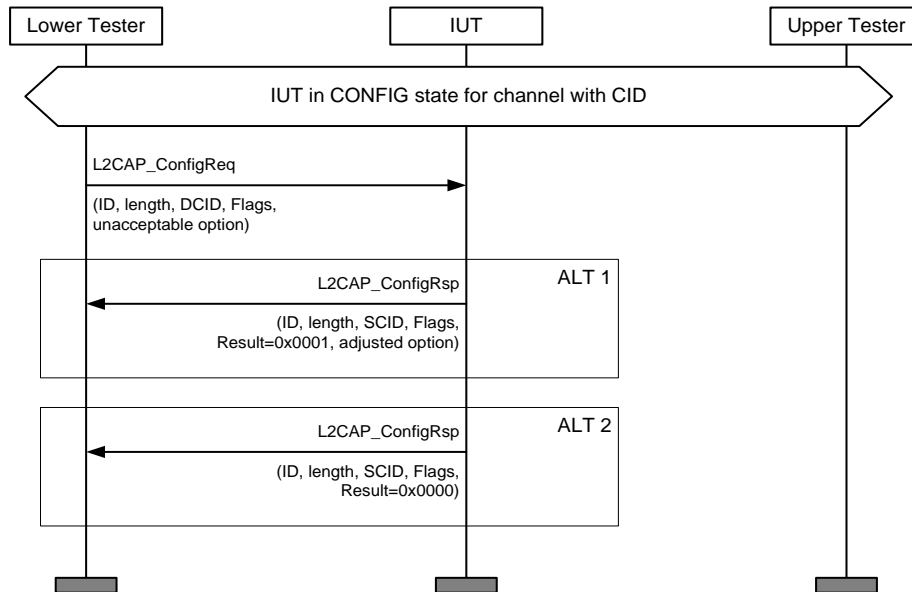 Lower Tester
IUT
Upper Tester
IUT in CONFIG state for channel with CID
L2CAP_ConfigReq
(ID, length, DCID, Flags,
unacceptable option)
ALT 1
L2CAP_ConfigRsp
(ID, length, SCID, Flags,
Result=0x0001, adjusted option)
ALT 2
L2CAP_ConfigRsp
(ID, length, SCID, Flags,
Result=0x0000)